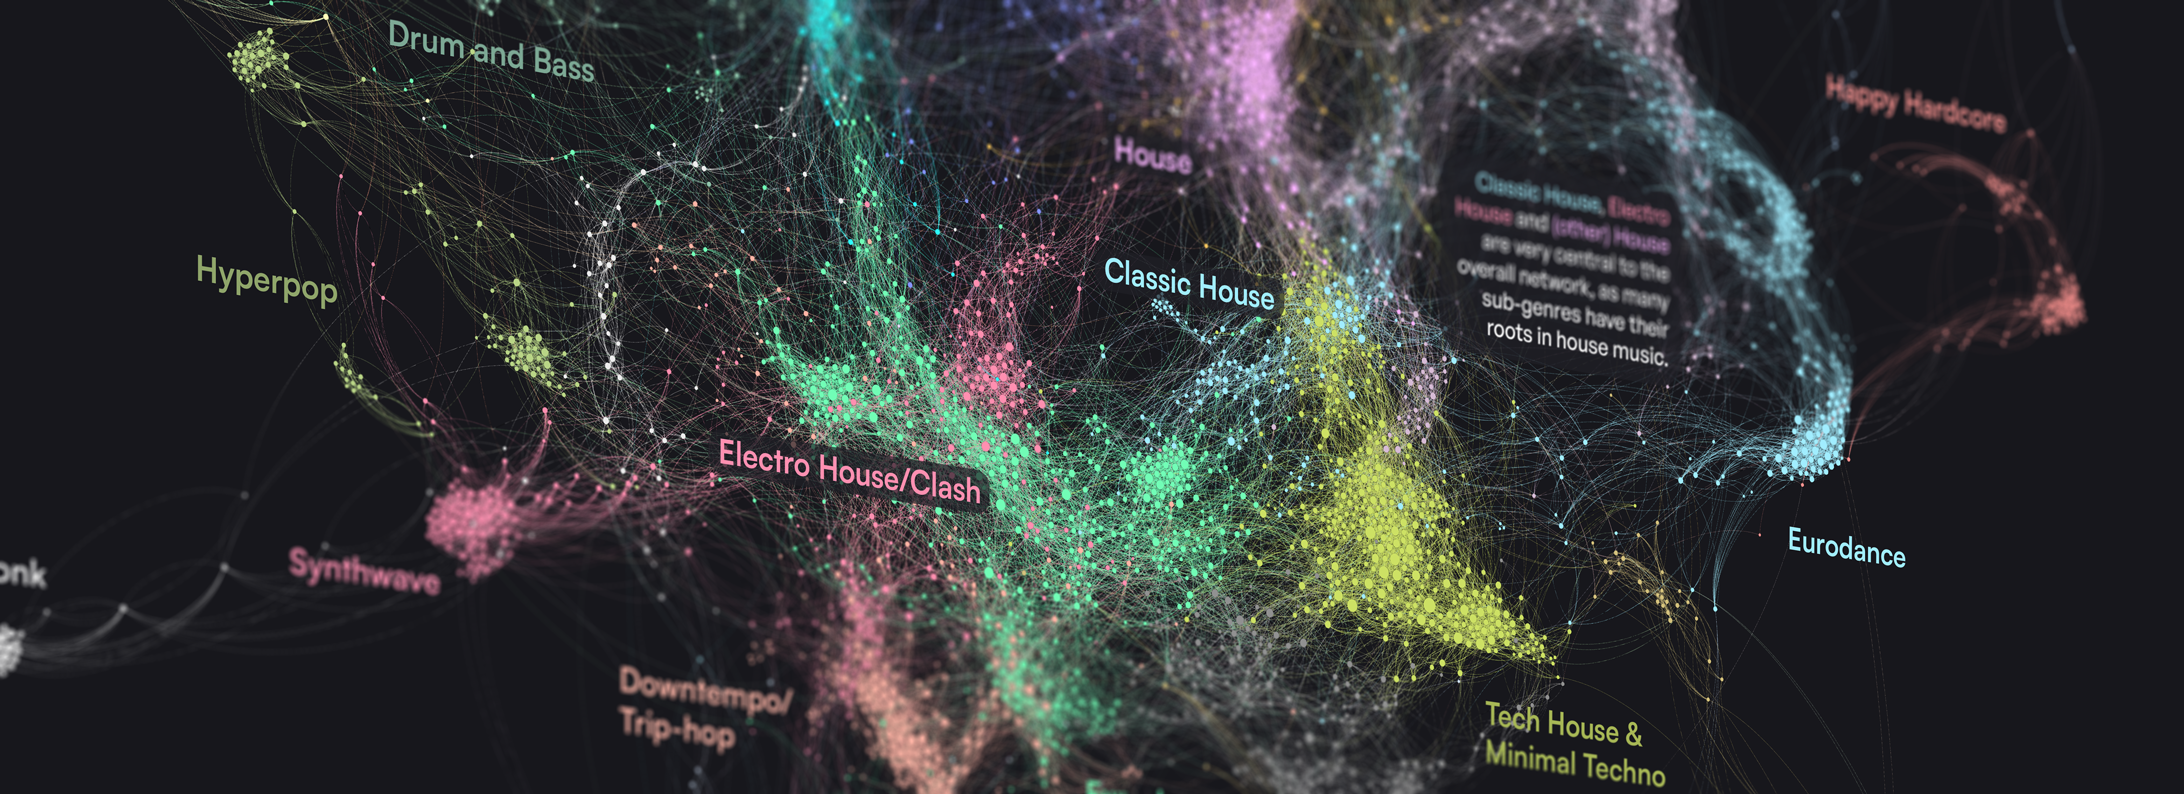 Drum and Bass
Happy Hardcore
House
Classic House, Electro
House and (other) House
are very central to the
overall network, as many
sub-genres have their
roots in house music.
Hyperpop
Classic House
Electro House/Clash
Eurodance
Synthwave
Downtempo/
Trip-hop
Tech House &
Minimal Techno